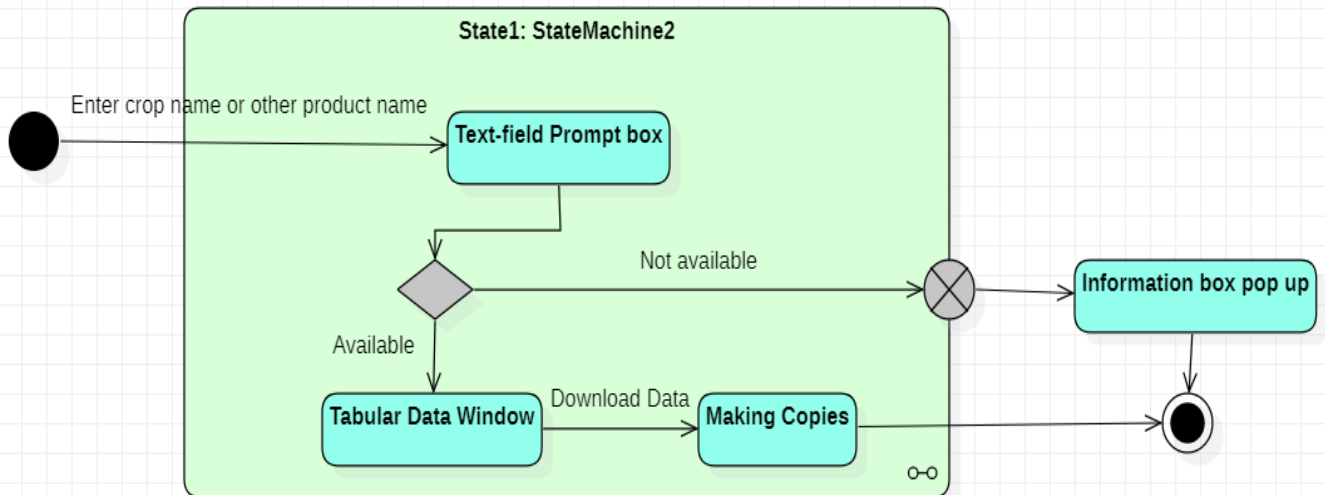 State1: StateMachine2
Enter crop name or other product name
Text-field Prompt box
Not available
Information box pop up
Available
Tabular Data Window
Download Data
Making Copies